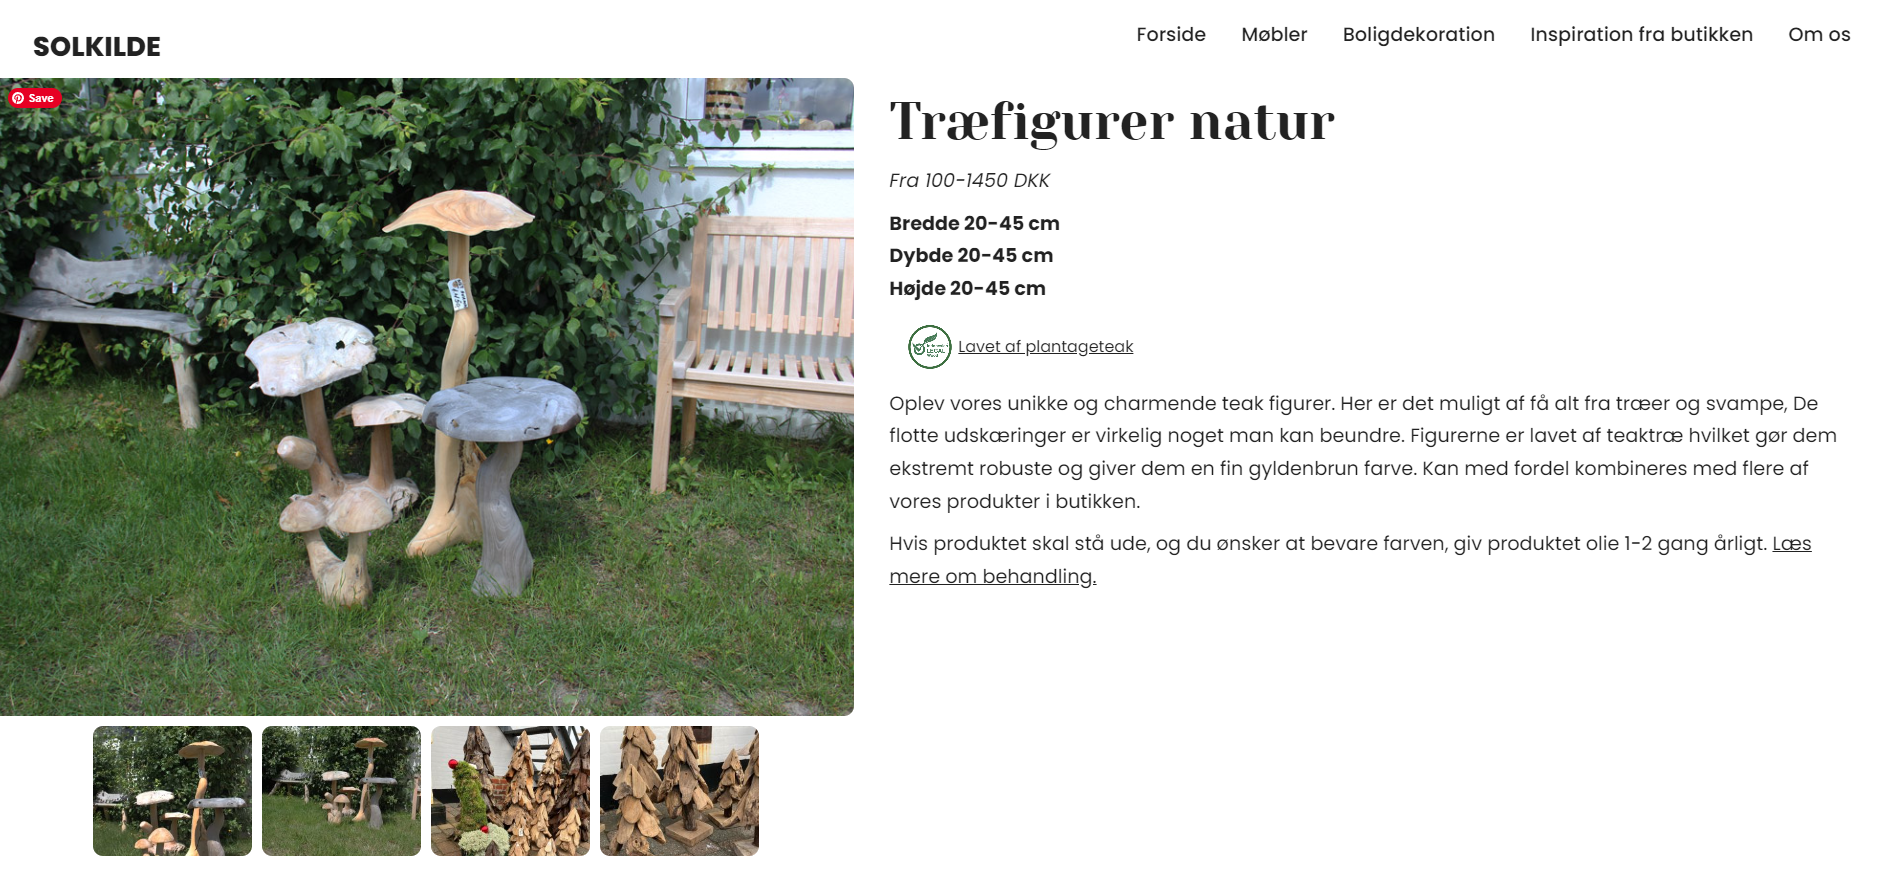 SOLKILDE
Forside Møbler Boligdekoration Inspiration fra butikken Om os
Save
Træfigurer natur
Fra 100-1450 DKK
Bredde 20-45 cm
Dybde 20-45 cm
Højde 20-45 cm
LEGAL
Lavet af plantageteak
Oplev vores unikke og charmende teak figurer. Her er det muligt af få alt fra træer og svampe, De
flotte udskæringer er virkelig noget man kan beundre. Figurerne er lavet af teaktræ hvilket gør dem
ekstremt robuste og giver dem en fin gyldenbrun farve. Kan med fordel kombineres med flere af
vores produkter i butikken.
Hvis produktet skal stå ude, og du ønsker at bevare farven, giv produktet olie 1-2 gang årligt. Læs
mere om behandling.